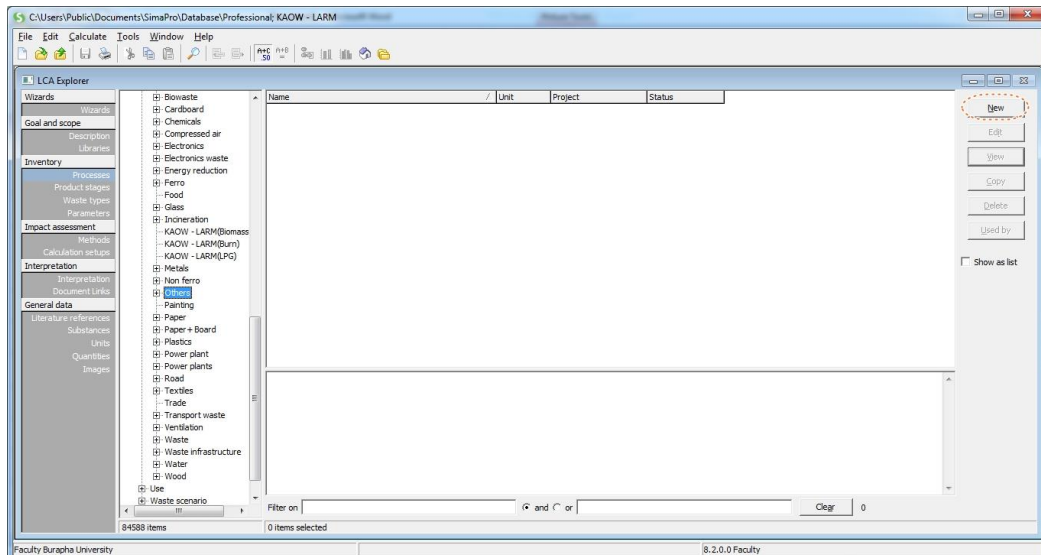 C:\Users\Public\Documents\SimaPro\Database\Professional; KAOW - LARM
File Edit Calculate Tools Window Help
A+C .50 A+B =
LCA Explorer
Wizards
Wizards
Goal and scope
Description
Libraries
Inventory
Processes
Product stages
Waste types
Parameters
Impact assessment
Methods
Calculation setups
Interpretation
Interpretation
Document Links
General data
Literature references
Substances
Units
Quantities
Images
Biowaste
Cardboard
Chemicals
Compressed air
Electronics
Electronics waste
Energy reduction
Ferro
Food
Glass
Incineration
KAOW - LARM(Biomass
KAOW - LARM(Burn)
KAOW - LARM(LPG)
Metals
Non ferro
Others
Painting
Paper
Paper + Board
Plastics
Power plant
Power plants
Road
Textiles
Trade
Transport waste
Ventilation
Waste
Waste infrastructure
Water
Wood
Use
Waste scenario
Name / Unit Project Status
New
Edit
View
Copy
Delete
Used by
Show as list
Filter on and or Clear 0
84588 items 0 items selected
Faculty Burapha University 8.2.0.0 Faculty